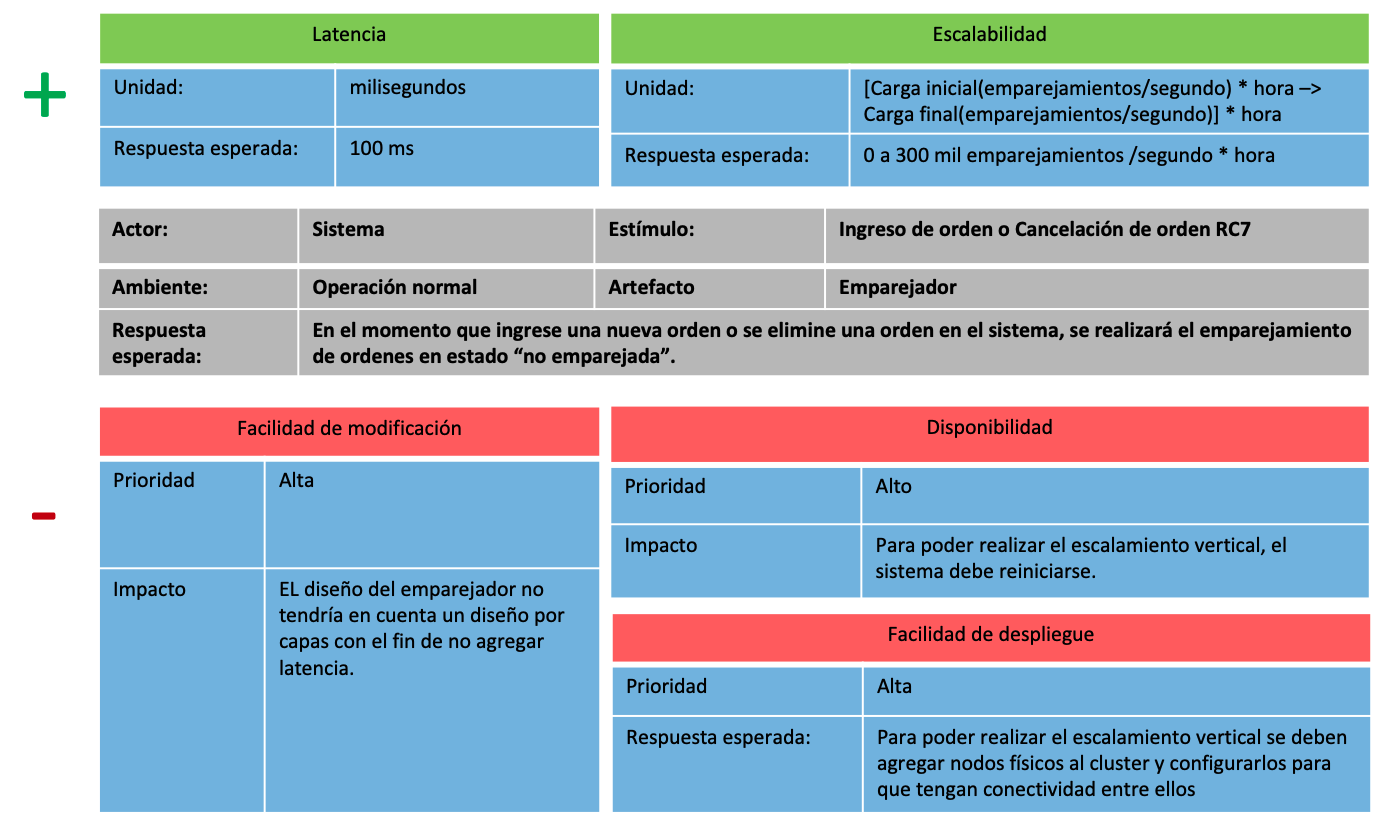 Latencia
Unidad: milisegundos
Respuesta esperada: 100 ms
Escalabilidad
Unidad: [Carga inicial(emparejamientos/segundo) * hora –>
Carga final(emparejamientos/segundo)] * hora
Respuesta esperada: 0 a 300 mil emparejamientos /segundo * hora
Actor: Sistema Estímulo: Ingreso de orden o Cancelación de orden RC7
Ambiente: Operación normal Artefacto Emparejador
Respuesta
esperada:
En el momento que ingrese una nueva orden o se elimine una orden en el sistema, se realizará el emparejamiento
de ordenes en estado “no emparejada”.
Facilidad de modificación
Prioridad Alta
Impacto EL diseño del emparejador no
tendría en cuenta un diseño por
capas con el fin de no agregar
latencia.
Disponibilidad
Prioridad Alto
Impacto Para poder realizar el escalamiento vertical, el
sistema debe reiniciarse.
Facilidad de despliegue
Prioridad Alta
Respuesta esperada: Para poder realizar el escalamiento vertical se deben
agregar nodos físicos al cluster y configurarlos para
que tengan conectividad entre ellos